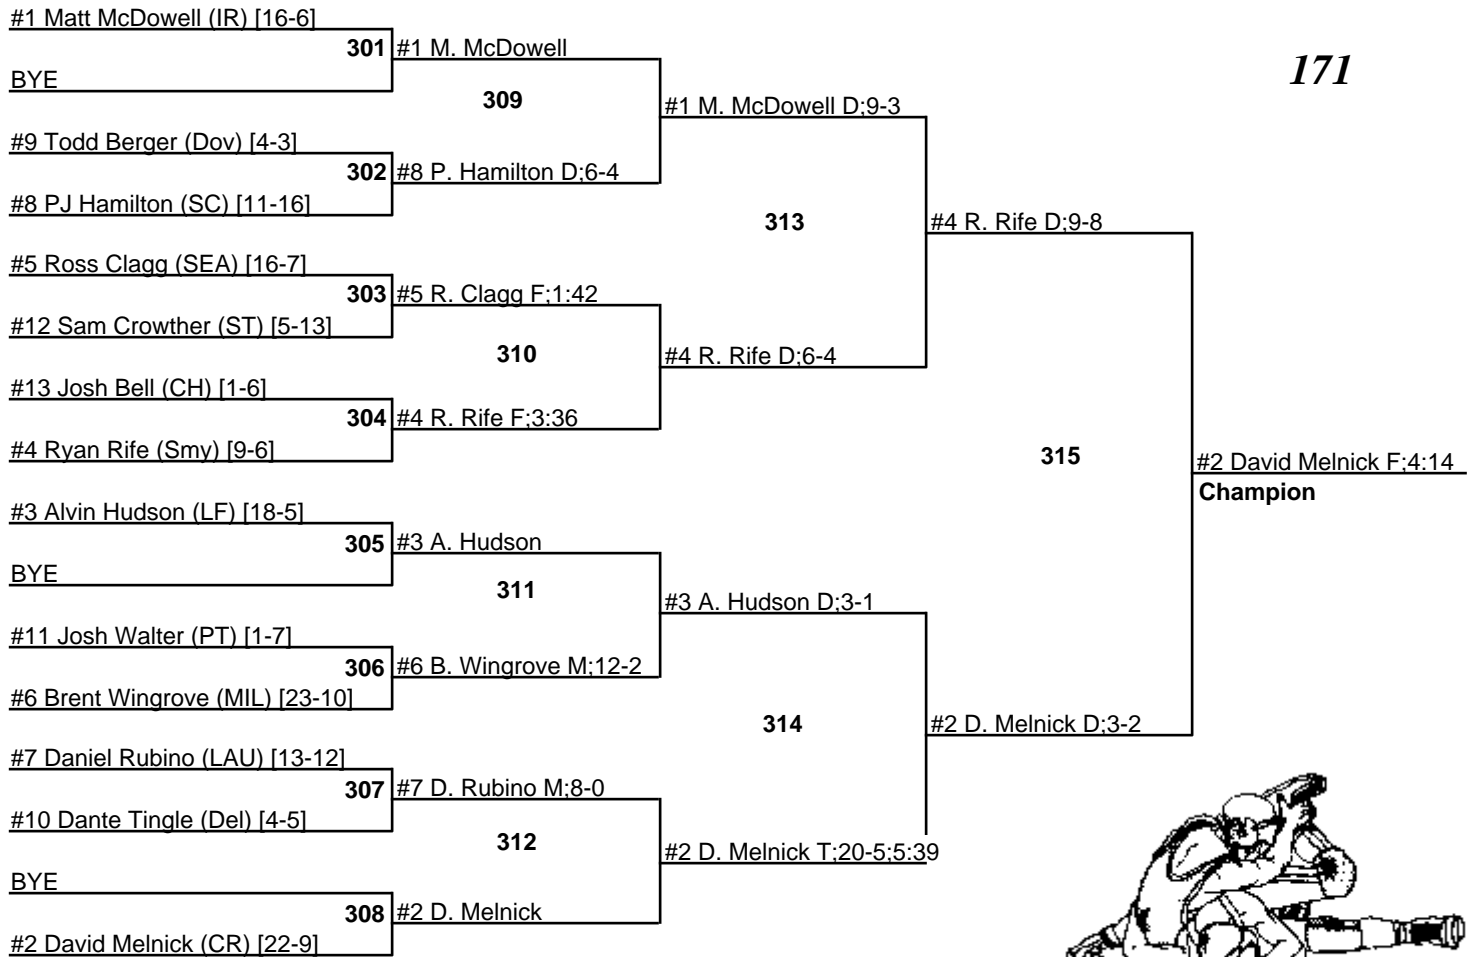 #1 Matt McDowell (IR) [16-6]
301
#1 M. McDowell
BYE
171
309
#1 M. McDowell D;9-3
#9 Todd Berger (Dov) [4-3]
302
#8 P. Hamilton D;6-4
#8 PJ Hamilton (SC) [11-16]
313
#4 R. Rife D;9-8
#5 Ross Clagg (SEA) [16-7]
303
#5 R. Clagg F;1:42
#12 Sam Crowther (ST) [5-13]
310
#4 R. Rife D;6-4
#13 Josh Bell (CH) [1-6]
304
#4 R. Rife F;3:36
#4 Ryan Rife (Smy) [9-6]
315
#2 David Melnick F;4:14
Champion
#3 Alvin Hudson (LF) [18-5]
305
#3 A. Hudson
BYE
311
#3 A. Hudson D;3-1
#11 Josh Walter (PT) [1-7]
306
#6 B. Wingrove M;12-2
#6 Brent Wingrove (MIL) [23-10]
314
#2 D. Melnick D;3-2
#7 Daniel Rubino (LAU) [13-12]
307
#7 D. Rubino M;8-0
#10 Dante Tingle (Del) [4-5]
312
#2 D. Melnick T;20-5;5:39
BYE
308
#2 D. Melnick
#2 David Melnick (CR) [22-9]